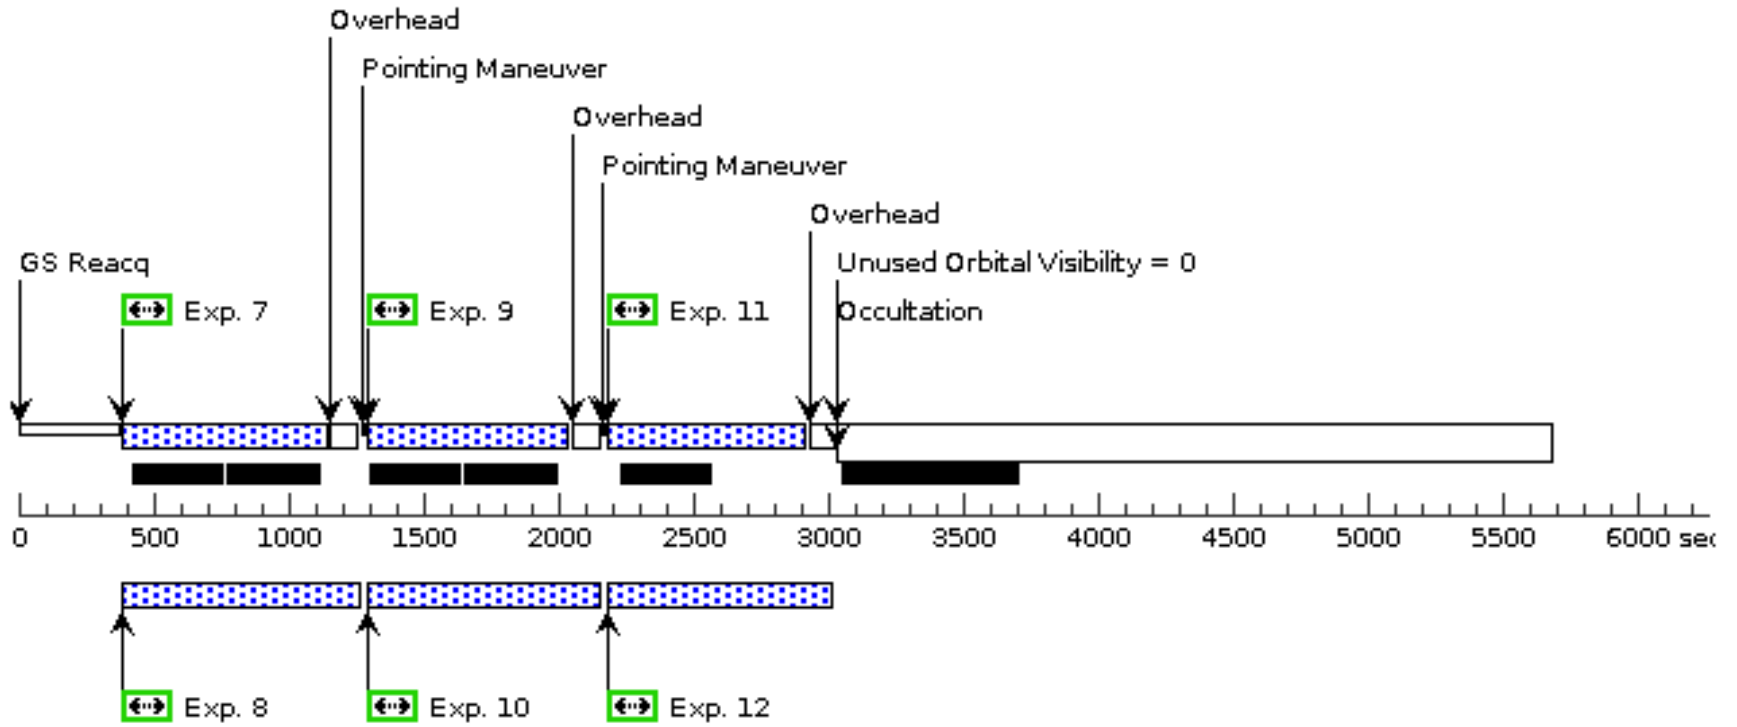 Overhead
Pointing Maneuver
Overhead
Pointing Maneuver
Overhead
GS Reacq
Unused Orbital Visibility = 0
Exp. 7 Exp. 9 Exp. 11 Occultation
0 500 1000 1500 2000 2500 3000 3500 4000 4500 5000 5500 6000 sec
Exp. 8 Exp. 10 Exp. 12